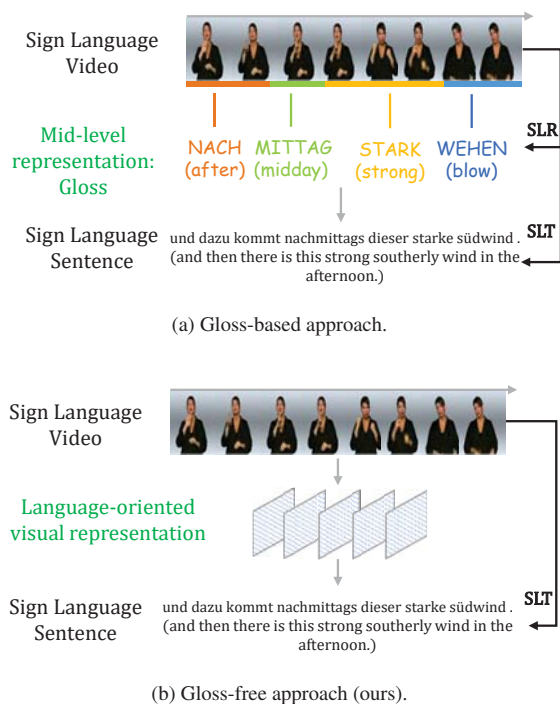 Sign Language
Video
NACH
(after)
MITTAG
(midday)
STARK
(strong)
WEHEN
(blow)
SLR
Mid-level
representation:
Gloss
Sign Language
Sentence
und dazu kommt nachmittags dieser starke südwind .
(and then there is this strong southerly wind in the
afternoon.)
SLT
(a) Gloss-based approach.
Sign Language
Video
Language-oriented
visual representation
Sign Language
Sentence
und dazu kommt nachmittags dieser starke südwind .
(and then there is this strong southerly wind in the
afternoon.)
SLT
(b) Gloss-free approach (ours).